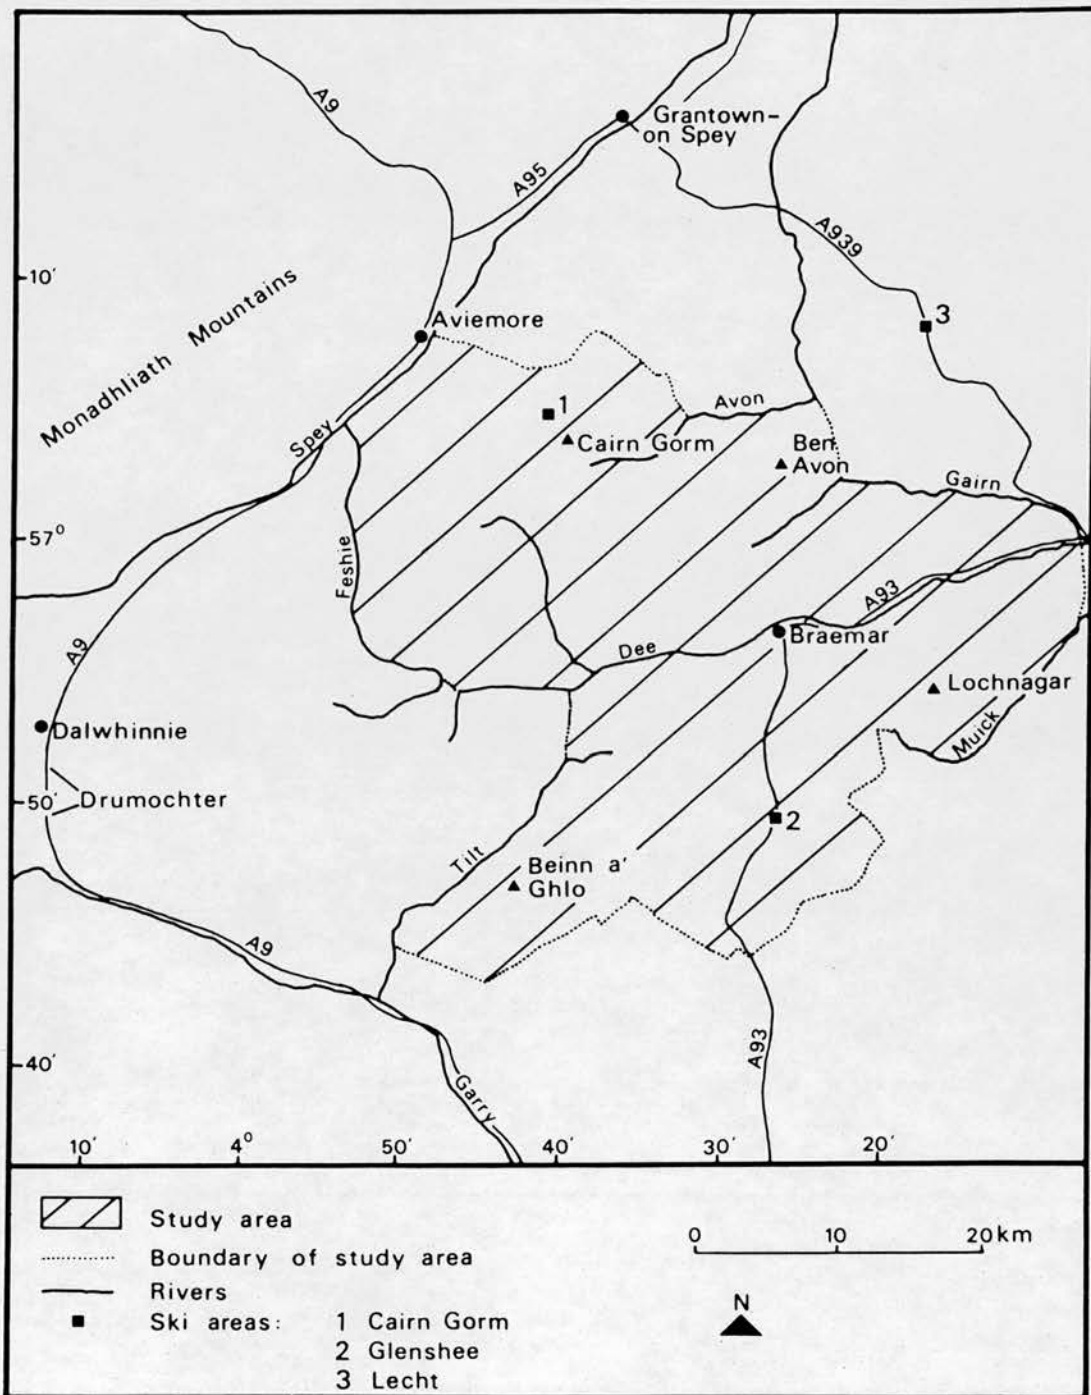 A9
Grantown-
on Spey
A95
A939
10′
Monadhliath Mountains
Aviemore
3
1
Avon
Spey
Cairn Gorm
Ben
Avon
Gairn
57°
Feshie
A93
A9
Dee
Braemar
Lochnagar
Dalwhinnie
Muick
Drumochter
50′
2
Tilt
Beinn a'
Ghlo
A9
40′
A93
Garry
10′ 4° 50′ 40′ 30′ 20′
Study area
Boundary of study area
Rivers
Ski areas: 1 Cairn Gorm
2 Glenshee
3 Lecht
0 10 20 km
N